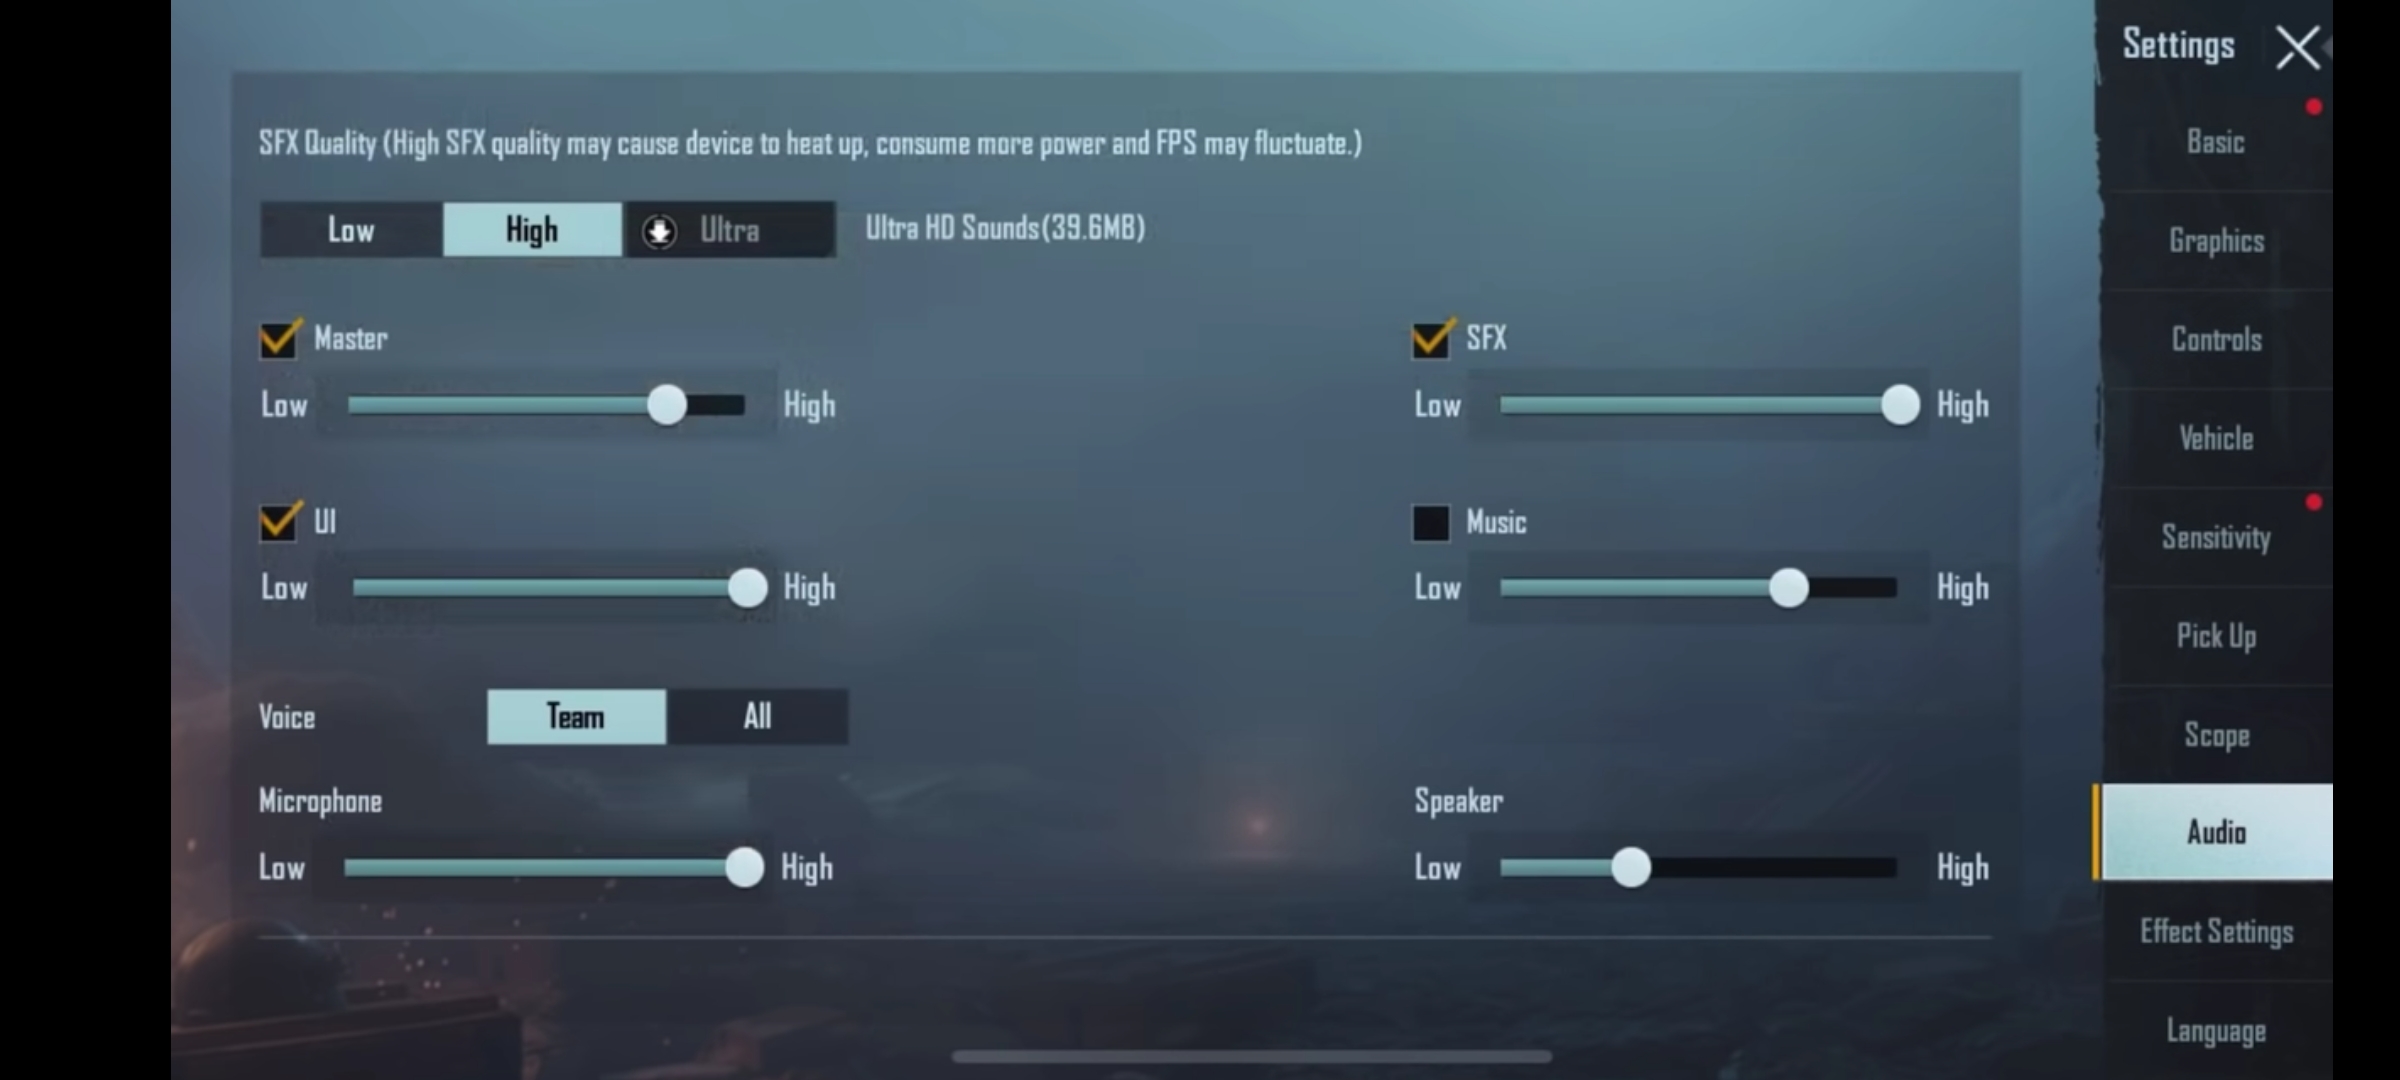 Settings
SFX Quality (High SFX quality may cause device to heat up, consume more power and FPS may fluctuate.)
Low High Ultra Ultra HD Sounds(39.6MB)
Master
Low High
SFX
Low High
UI
Low High
Music
Low High
Voice Team All
Microphone
Low High
Speaker
Low High
Basic
Graphics
Controls
Vehicle
Sensitivity
Pick Up
Scope
Audio
Effect Settings
Language